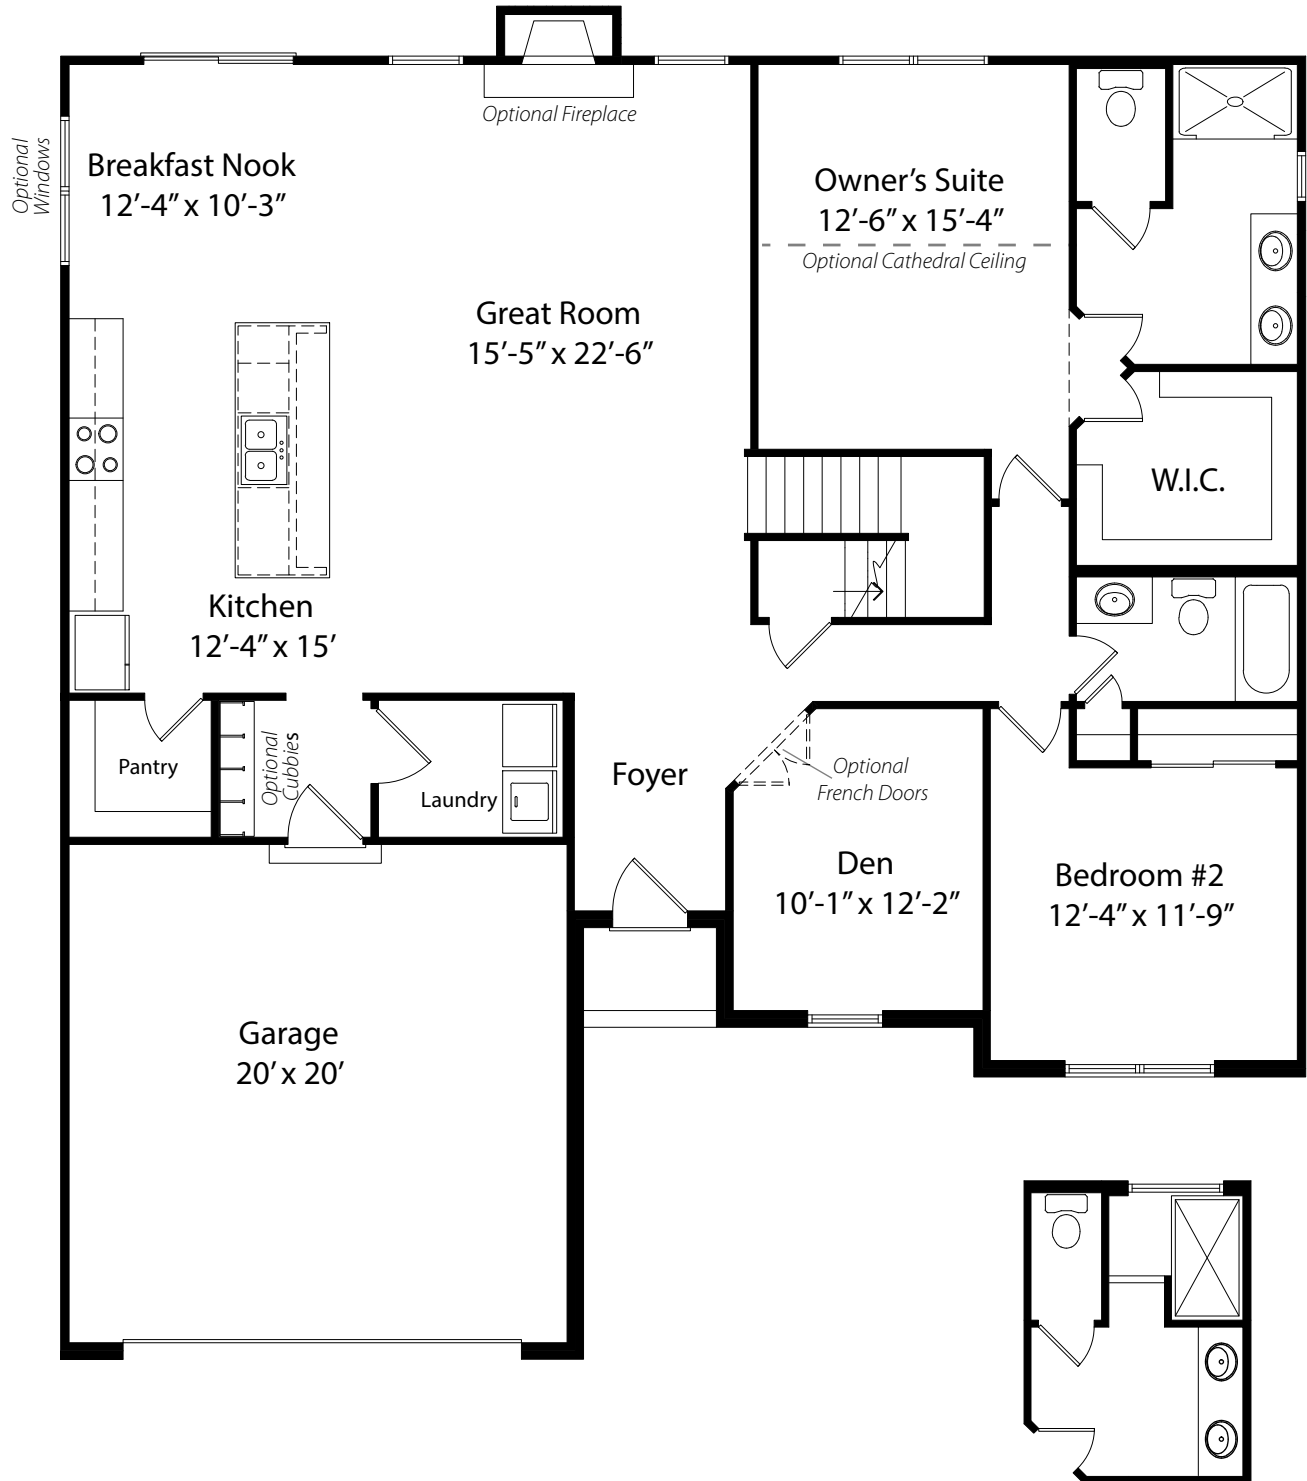 Optional Fireplace
Optional
Windows
Breakfast Nook
12’-4” x 10’-3”
Owner’s Suite
12’-6” x 15’-4”
Optional Cathedral Ceiling
Great Room
15’-5” x 22’-6”
W.I.C.
Kitchen
12’-4” x 15’
Pantry
Optional
Cubbies
Laundry
Foyer
Optional
French Doors
Den
10’-1” x 12’-2”
Bedroom #2
12’-4” x 11’-9”
Garage
20’ x 20’